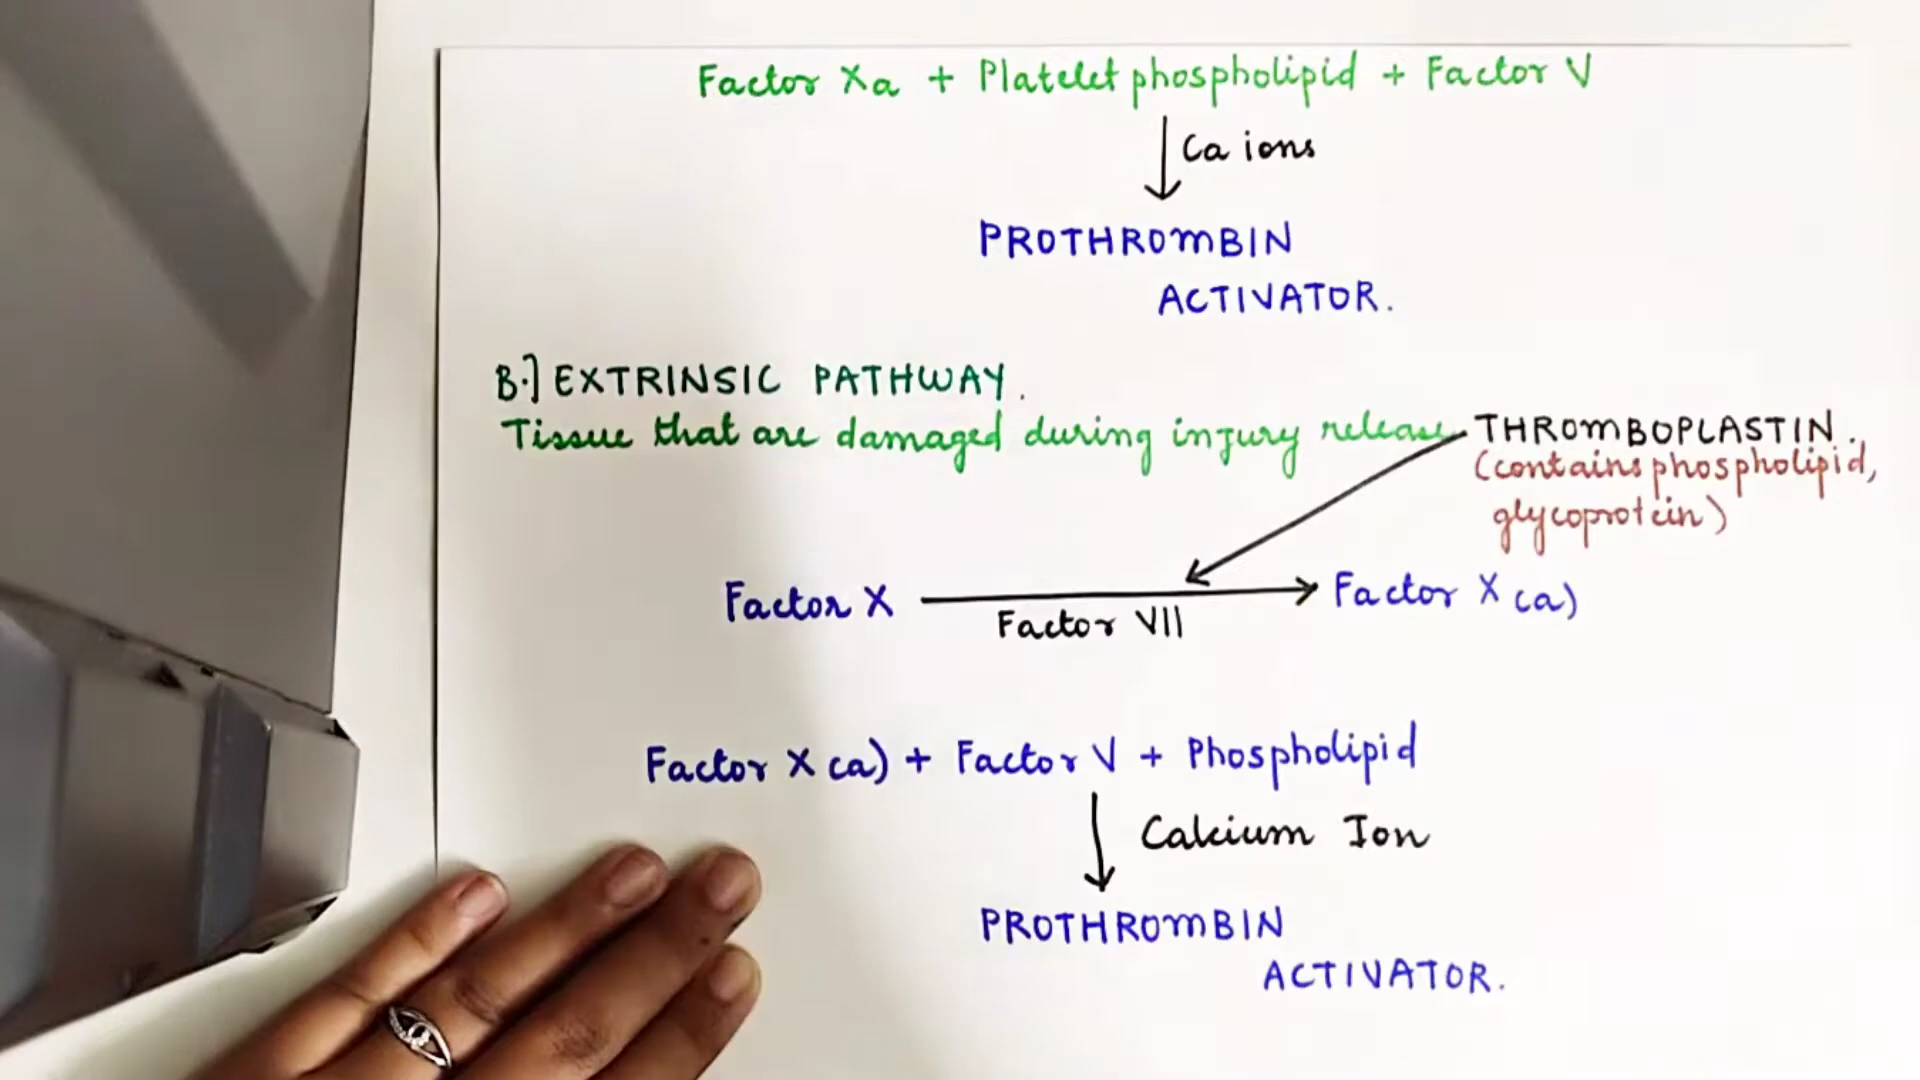 Factor Xa + Platelet phospholipid + Factor V
Ca ions
PROTHROMBIN
ACTIVATOR.
B.] EXTRINSIC PATHWAY.
Tissue that are damaged during injury release THROMBOPLASTIN.
(contains phospholipid,
glycoprotein)
Factor X
Factor VII
Factor X (a)
Factor X (a) + Factor V + Phospholipid
Calcium Ion
PROTHROMBIN
ACTIVATOR.